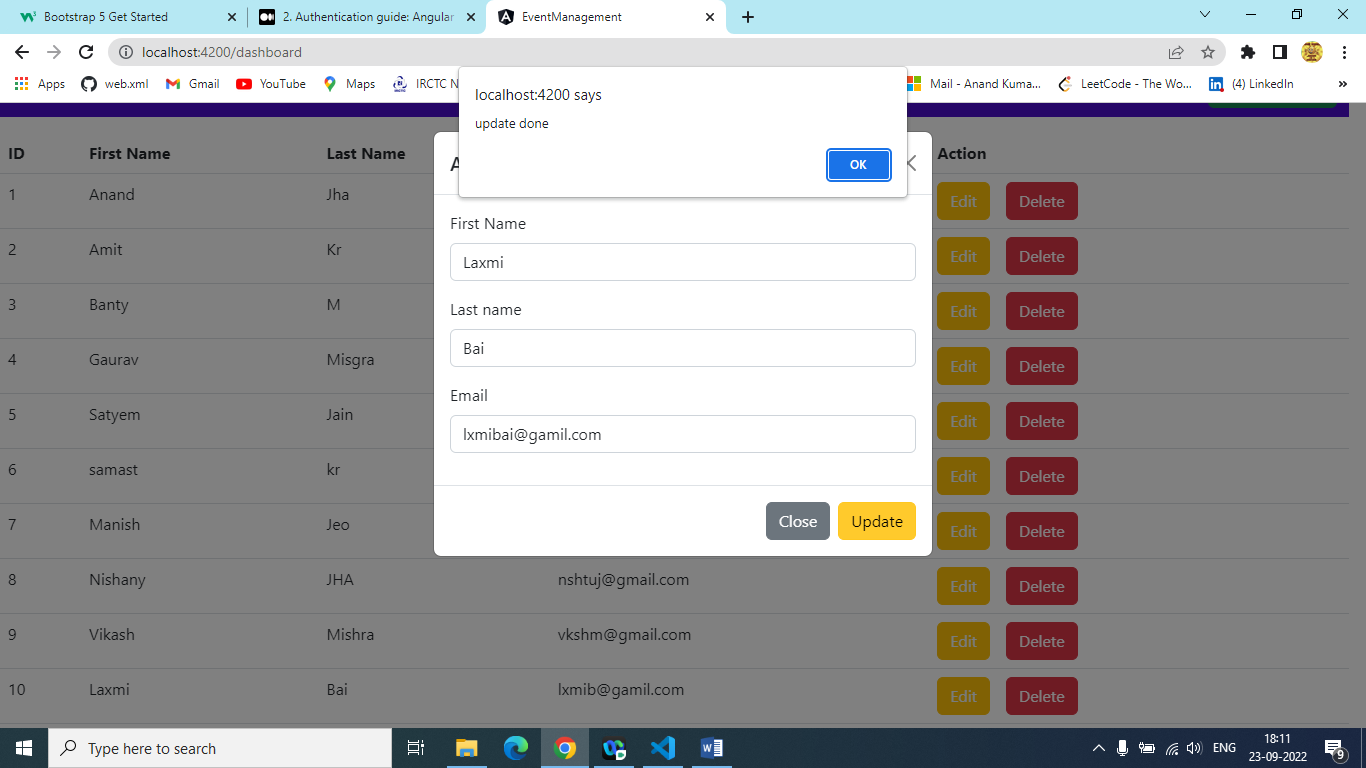 Bootstrap 5 Get Started
2. Authentication guide: Angular
EventManagement
localhost:4200/dashboard
Apps web.xml Gmail YouTube Maps IRCTC N
Mail - Anand Kuma... LeetCode - The Wo... (4) LinkedIn »
localhost:4200 says
update done
OK
ID First Name Last Name Action
1 Anand Jha Edit Delete
2 Amit Kr Edit Delete
3 Banty M Edit Delete
4 Gaurav Misgra Edit Delete
5 Satyem Jain Edit Delete
6 samast kr Edit Delete
7 Manish Jeo Edit Delete
8 Nishany JHA nshtuj@gmail.com Edit Delete
9 Vikash Mishra vkshm@gmail.com Edit Delete
10 Laxmi Bai lxmib@gamil.com Edit Delete
First Name
Laxmi
Last name
Bai
Email
lxmibai@gamil.com
Close Update
Type here to search
ENG
18:11
23-09-2022
9